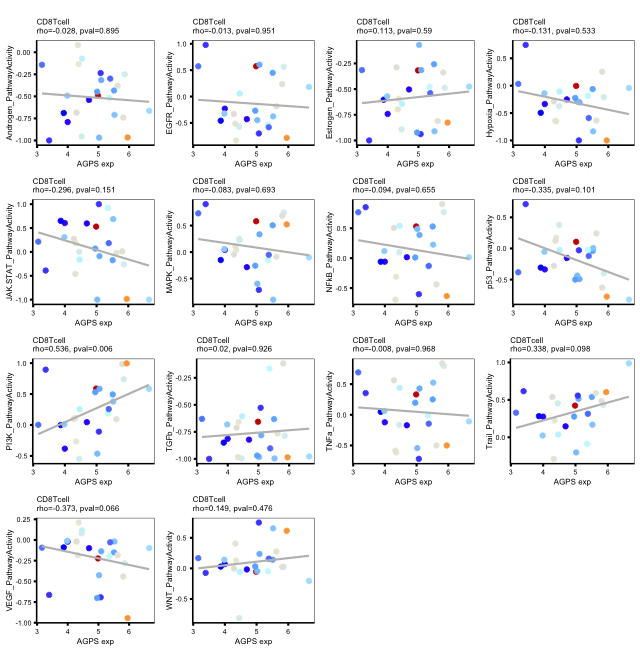 CD8Tcell
rho=-0.028, pval=0.895
Androgen_PathwayActivity
0.0
-0.25
-0.50
-0.75
-1.00
3 4 5 6
AGPS exp
CD8Tcell
rho=-0.013, pval=0.951
EGFR_PathwayActivity
1.0
0.5
0.0
-0.5
3 4 5 6
AGPS exp
CD8Tcell
rho=0.113, pval=0.59
Estrogen_PathwayActivity
-0.25
-0.50
-0.75
-1.00
3 4 5 6
AGPS exp
CD8Tcell
rho=-0.131, pval=0.533
Hypoxia_PathwayActivity
0.5
0.0
-0.5
-1.0
3 4 5 6
AGPS exp
CD8Tcell
rho=-0.296, pval=0.151
JAK-STAT_PathwayActivity
1.0
0.5
0.0
-0.5
-1.0
3 4 5 6
AGPS exp
CD8Tcell
rho=-0.083, pval=0.693
MAPK_PathwayActivity
0.5
0.0
-0.5
-1.0
3 4 5 6
AGPS exp
CD8Tcell
rho=-0.094, pval=0.655
NFkB_PathwayActivity
0.5
0.0
-0.5
3 4 5 6
AGPS exp
CD8Tcell
rho=-0.335, pval=0.101
p53_PathwayActivity
0.5
0.0
-0.5
3 4 5 6
AGPS exp
CD8Tcell
rho=0.536, pval=0.006
PI3K_PathwayActivity
1.0
0.5
0.0
-0.5
3 4 5 6
AGPS exp
CD8Tcell
rho=0.02, pval=0.926
TGFb_PathwayActivity
-0.25
-0.50
-0.75
-1.00
3 4 5 6
AGPS exp
CD8Tcell
rho=-0.008, pval=0.968
TNFa_PathwayActivity
0.5
0.0
-0.5
3 4 5 6
AGPS exp
CD8Tcell
rho=0.338, pval=0.098
Trail_PathwayActivity
1.0
0.5
0.0
-0.5
3 4 5 6
AGPS exp
CD8Tcell
rho=-0.373, pval=0.066
VEGF_PathwayActivity
0.25
0.00
-0.25
-0.50
-0.75
-1.00
3 4 5 6
AGPS exp
CD8Tcell
rho=0.149, pval=0.476
WNT_PathwayActivity
0.5
0.0
-0.5
3 4 5 6
AGPS exp